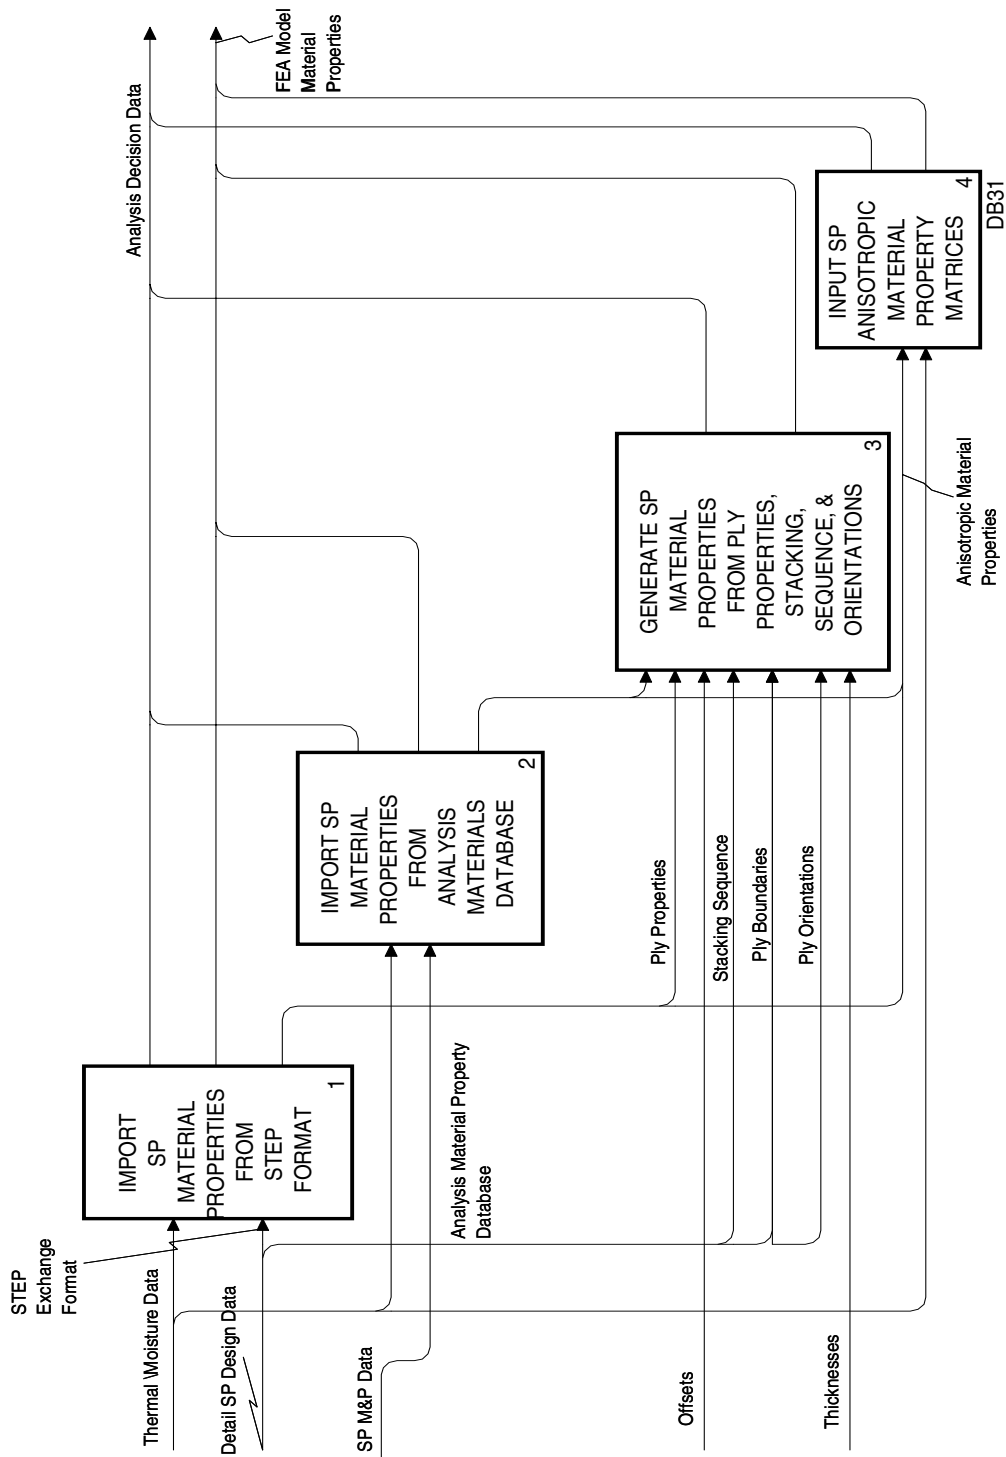 Analysis Decision Data
FEA Model
Material
Properties
IMPORT
SP
MATERIAL
PROPERTIES
FROM
STEP
FORMAT
1
STEP
Exchange
Format
Thermal \Moisture Data
Detail SP Design Data
SP M&P Data
Analysis Material Property
Database
IMPORT SP
MATERIAL
PROPERTIES
FROM
ANALYSIS
MATERIALS
DATABASE
2
Ply Properties
Stacking Sequence
Ply Boundaries
Ply Orientations
Offsets
Thicknesses
GENERATE SP
MATERIAL
PROPERTIES
FROM PLY
PROPERTIES,
STACKING,
SEQUENCE, &
ORIENTATIONS
3
INPUT SP
ANISOTROPIC
MATERIAL
PROPERTY
MATRICES
4
DB31
Anisotropic Material
Properties